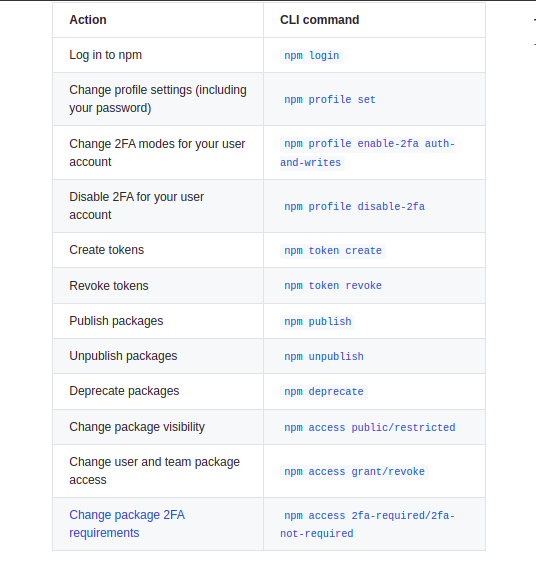 Action CLI command
Log in to npm npm login
Change profile settings (including
your password) npm profile set
Change 2FA modes for your user
account npm profile enable-2fa auth-
and-writes
Disable 2FA for your user
account npm profile disable-2fa
Create tokens npm token create
Revoke tokens npm token revoke
Publish packages npm publish
Unpublish packages npm unpublish
Deprecate packages npm deprecate
Change package visibility npm access public/restricted
Change user and team package
access npm access grant/revoke
Change package 2FA
requirements npm access 2fa-required/2fa-
not-required